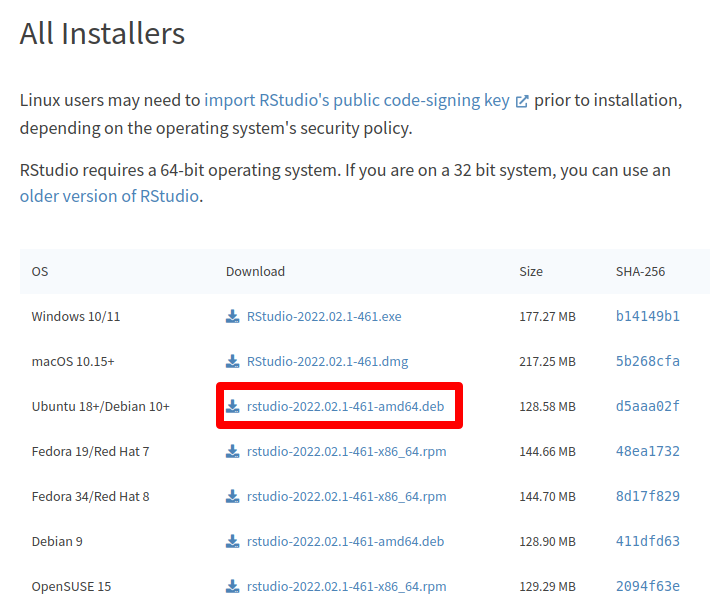 All Installers
Linux users may need to import RStudio's public code-signing key prior to installation,
depending on the operating system's security policy.
RStudio requires a 64-bit operating system. If you are on a 32 bit system, you can use an
older version of RStudio.
OS Download Size SHA-256
Windows 10/11 RStudio-2022.02.1-461.exe 177.27 MB b14149b1
macOS 10.15+ RStudio-2022.02.1-461.dmg 217.25 MB 5b268cfa
Ubuntu 18+/Debian 10+ rstudio-2022.02.1-461-amd64.deb 128.58 MB d5aaa02f
Fedora 19/Red Hat 7 rstudio-2022.02.1-461-x86_64.rpm 144.66 MB 48ea1732
Fedora 34/Red Hat 8 rstudio-2022.02.1-461-x86_64.rpm 144.70 MB 8d17f829
Debian 9 rstudio-2022.02.1-461-amd64.deb 128.90 MB 411dfd63
OpenSUSE 15 rstudio-2022.02.1-461-x86_64.rpm 129.29 MB 2094f63e